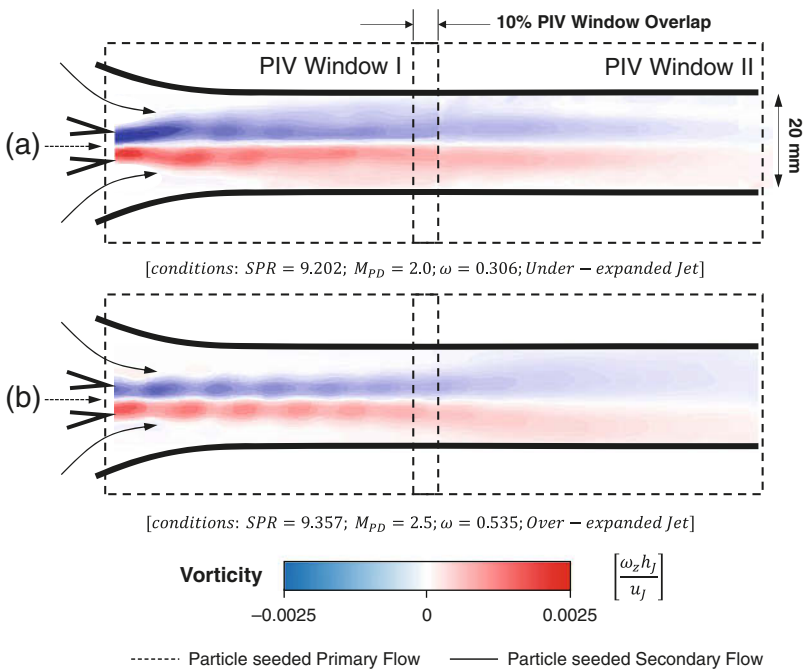 10% PIV Window Overlap
PIV Window I
PIV Window II
(a)
20 mm
[conditions: SPR = 9.202; M_PD = 2.0; ω = 0.306; Under − expanded Jet]
(b)
[conditions: SPR = 9.357; M_PD = 2.5; ω = 0.535; Over − expanded Jet]
Vorticity
[ω_z h_J / u_J]
−0.0025 0 0.0025
Particle seeded Primary Flow
Particle seeded Secondary Flow